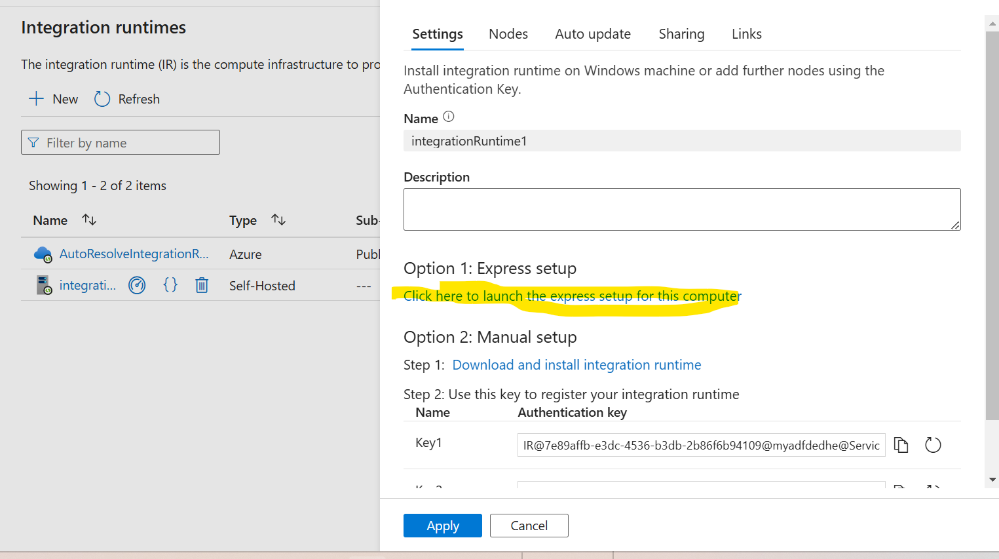 Integration runtimes
The integration runtime (IR) is the compute infrastructure to pro
New
Refresh
Filter by name
Showing 1 - 2 of 2 items
Name
Type
Sub-
AutoResolveIntegrationR...
Azure
Publ
integrati...
{}
Self-Hosted
---
Settings
Nodes
Auto update
Sharing
Links
Install integration runtime on Windows machine or add further nodes using the
Authentication Key.
Name
integrationRuntime1
Description
Option 1: Express setup
Click here to launch the express setup for this computer
Option 2: Manual setup
Step 1: Download and install integration runtime
Step 2: Use this key to register your integration runtime
Name
Authentication key
Key1
IR@7e89affb-e3dc-4536-b3db-2b86f6b94109@myadfdedhe@Servic
Apply
Cancel